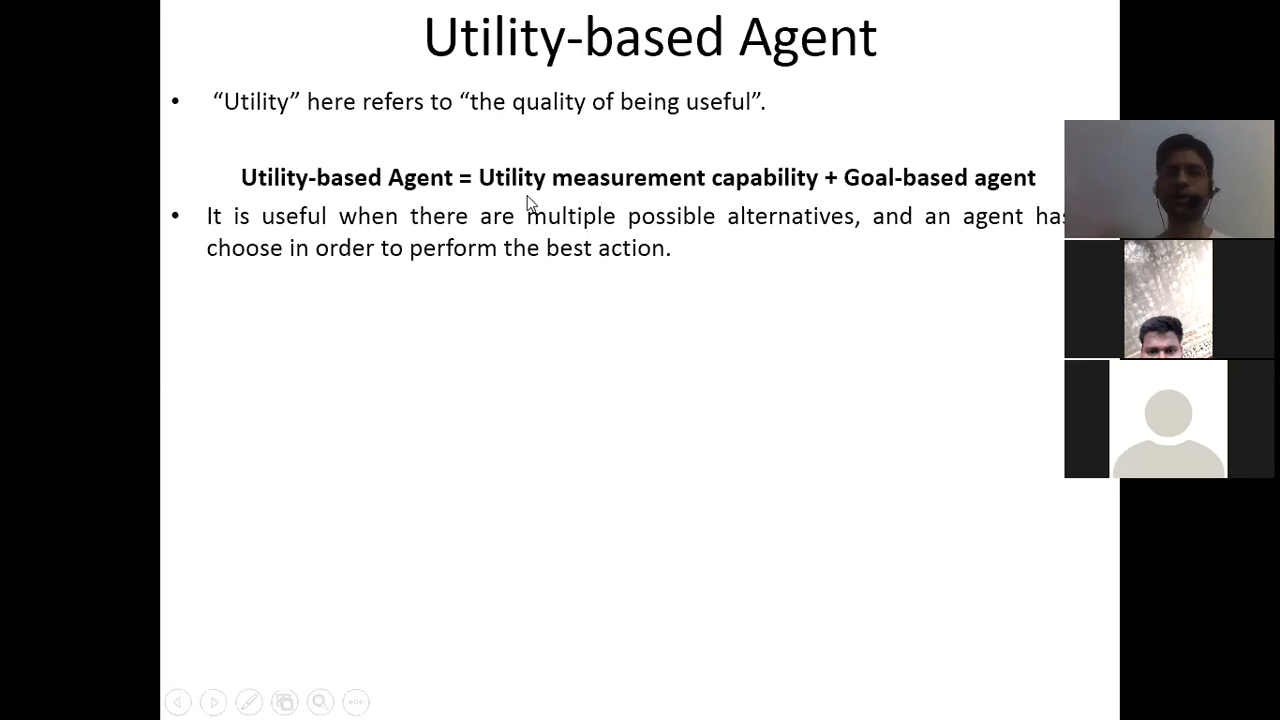 Utility-based Agent
• “Utility” here refers to “the quality of being useful”.
Utility-based Agent = Utility measurement capability + Goal-based agent
• It is useful when there are multiple possible alternatives, and an agent has
choose in order to perform the best action.